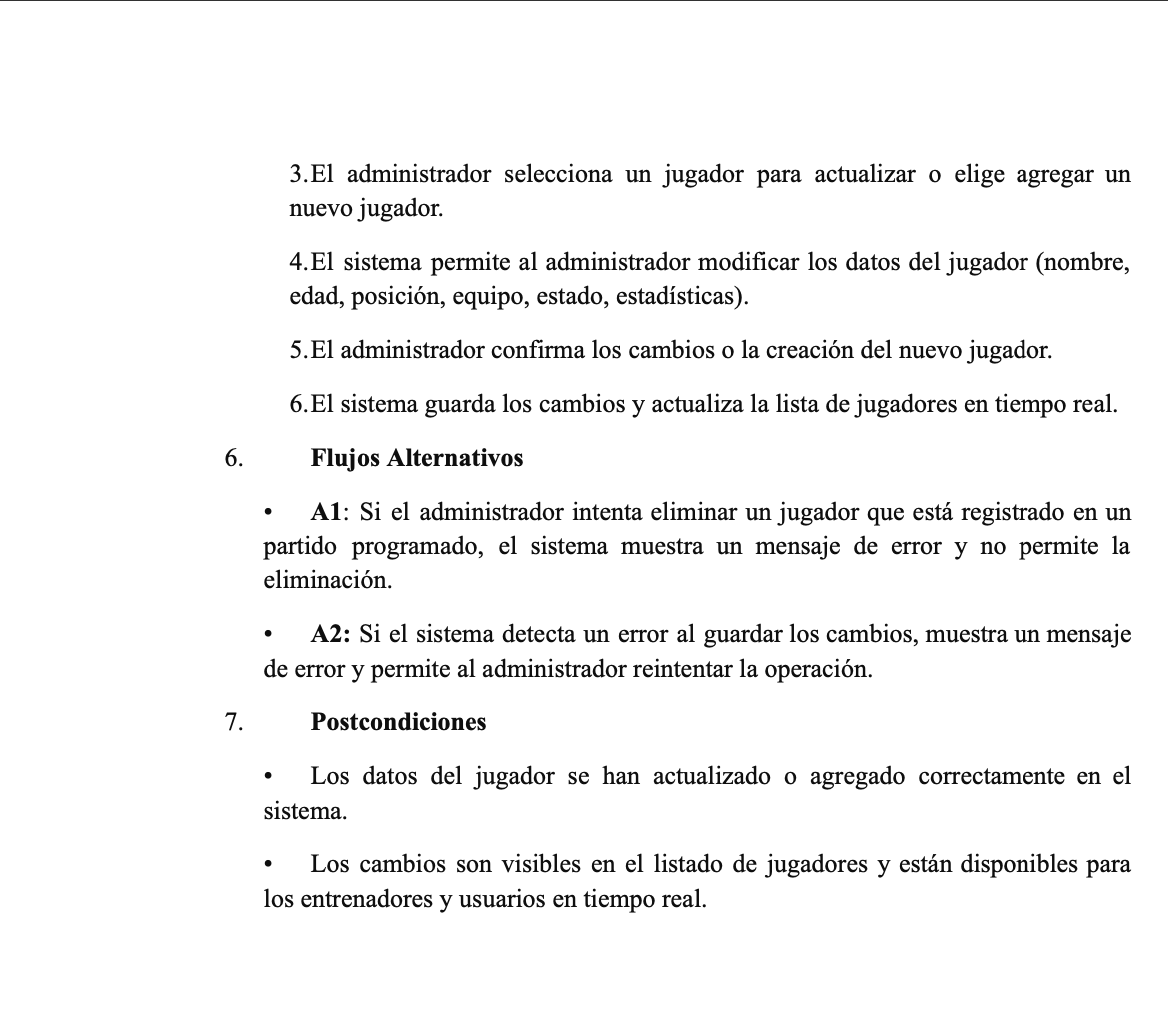 3.El administrador selecciona un jugador para actualizar o elige agregar un
nuevo jugador.
4.El sistema permite al administrador modificar los datos del jugador (nombre,
edad, posición, equipo, estado, estadísticas).
5.El administrador confirma los cambios o la creación del nuevo jugador.
6.El sistema guarda los cambios y actualiza la lista de jugadores en tiempo real.
6. Flujos Alternativos
• A1: Si el administrador intenta eliminar un jugador que está registrado en un
partido programado, el sistema muestra un mensaje de error y no permite la
eliminación.
• A2: Si el sistema detecta un error al guardar los cambios, muestra un mensaje
de error y permite al administrador reintentar la operación.
7. Postcondiciones
• Los datos del jugador se han actualizado o agregado correctamente en el
sistema.
• Los cambios son visibles en el listado de jugadores y están disponibles para
los entrenadores y usuarios en tiempo real.